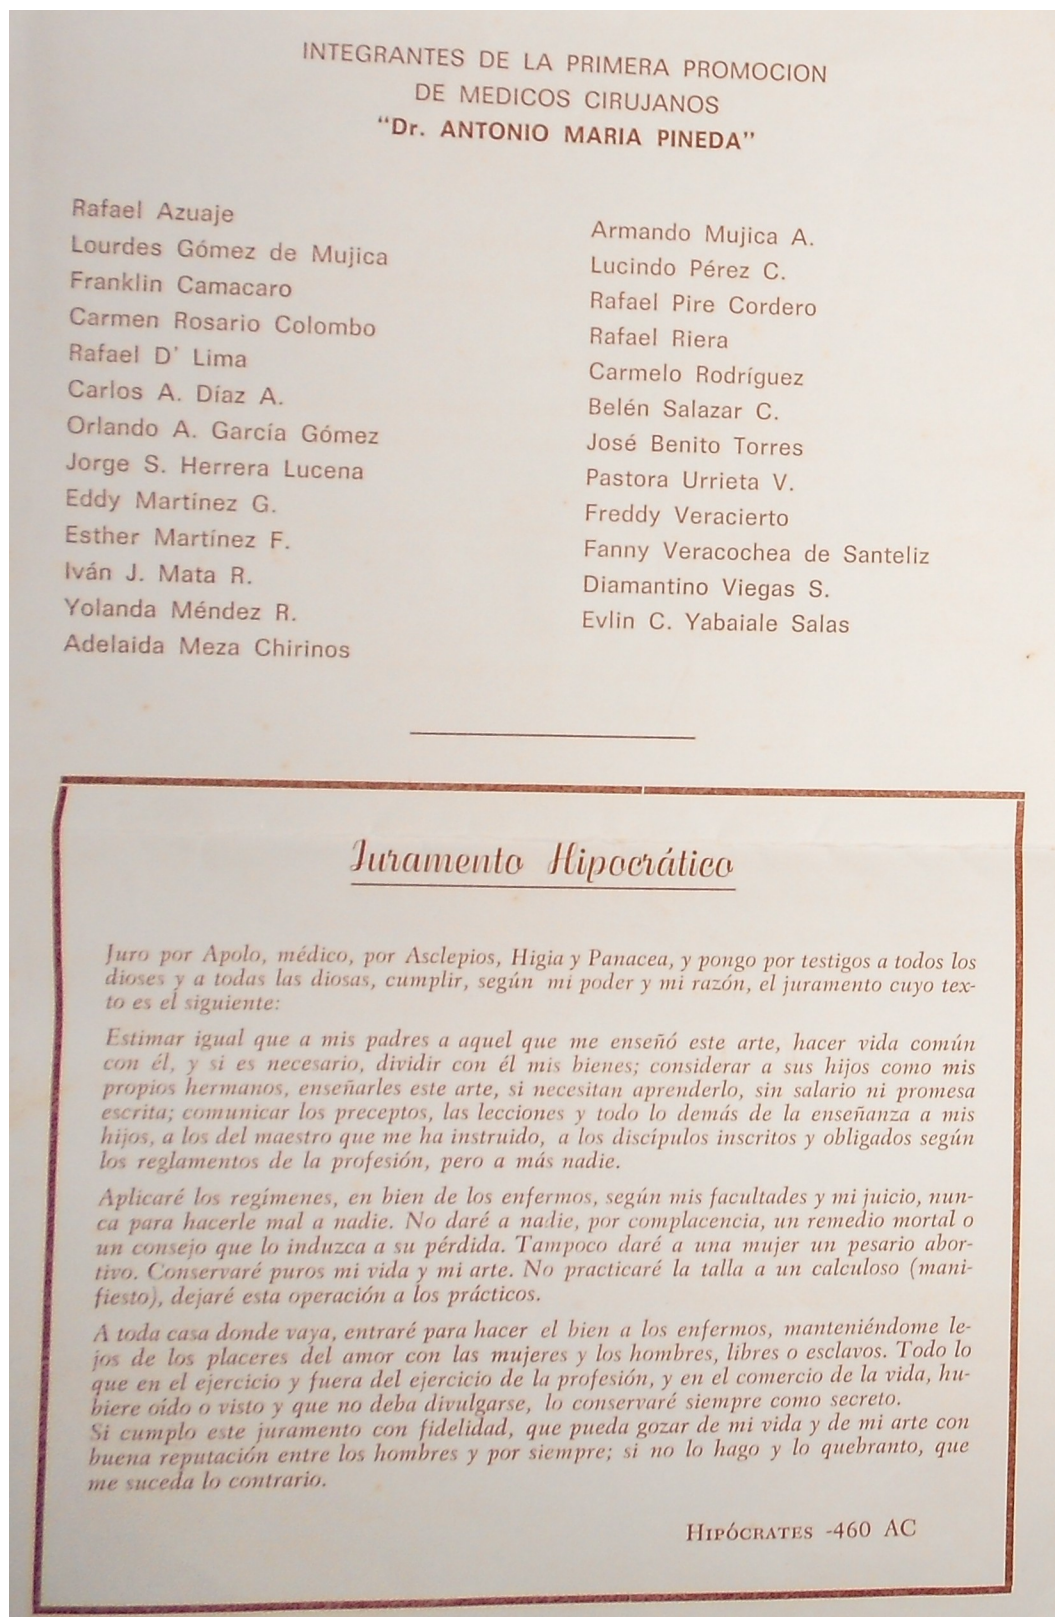 INTEGRANTES DE LA PRIMERA PROMOCION
DE MEDICOS CIRUJANOS
"Dr. ANTONIO MARIA PINEDA"
Rafael Azuaje
Lourdes Gómez de Mujica
Franklin Camacaro
Carmen Rosario Colombo
Rafael D' Lima
Carlos A. Díaz A.
Orlando A. García Gómez
Jorge S. Herrera Lucena
Eddy Martínez G.
Esther Martínez F.
Iván J. Mata R.
Yolanda Méndez R.
Adelaida Meza Chirinos
Armando Mujica A.
Lucindo Pérez C.
Rafael Pire Cordero
Rafael Riera
Carmelo Rodríguez
Belén Salazar C.
José Benito Torres
Pastora Urrieta V.
Freddy Veracierto
Fanny Veracochea de Santeliz
Diamantino Viegas S.
Evlin C. Yabaiale Salas
Juramento Hipocrático
Juro por Apolo, médico, por Asclepios, Higia y Panacea, y pongo por testigos a todos los
dioses y a todas las diosas, cumplir, según mi poder y mi razón, el juramento cuyo tex-
to es el siguiente:
Estimar igual que a mis padres a aquel que me enseñó este arte, hacer vida común
con él, y si es necesario, dividir con él mis bienes; considerar a sus hijos como mis
propios hermanos, enseñarles este arte, si necesitan aprenderlo, sin salario ni promesa
escrita; comunicar los preceptos, las lecciones y todo lo demás de la enseñanza a mis
hijos, a los del maestro que me ha instruido, a los discípulos inscritos y obligados según
los reglamentos de la profesión, pero a más nadie.
Aplicaré los regímenes, en bien de los enfermos, según mis facultades y mi juicio, nun-
ca para hacerle mal a nadie. No daré a nadie, por complacencia, un remedio mortal o
un consejo que lo induzca a su pérdida. Tampoco daré a una mujer un pesario abor-
tivo. Conservaré puros mi vida y mi arte. No practicaré la talla a un calculoso (mani-
fiesto), dejaré esta operación a los prácticos.
A toda casa donde vaya, entraré para hacer el bien a los enfermos, manteniéndome le-
jos de los placeres del amor con las mujeres y los hombres, libres o esclavos. Todo lo
que en el ejercicio y fuera del ejercicio de la profesión, y en el comercio de la vida, hu-
biere oído o visto y que no deba divulgarse, lo conservaré siempre como secreto.
Si cumplo este juramento con fidelidad, que pueda gozar de mi vida y de mi arte con
buena reputación entre los hombres y por siempre; si no lo hago y lo quebranto, que
me suceda lo contrario.
HIPÓCRATES -460 AC